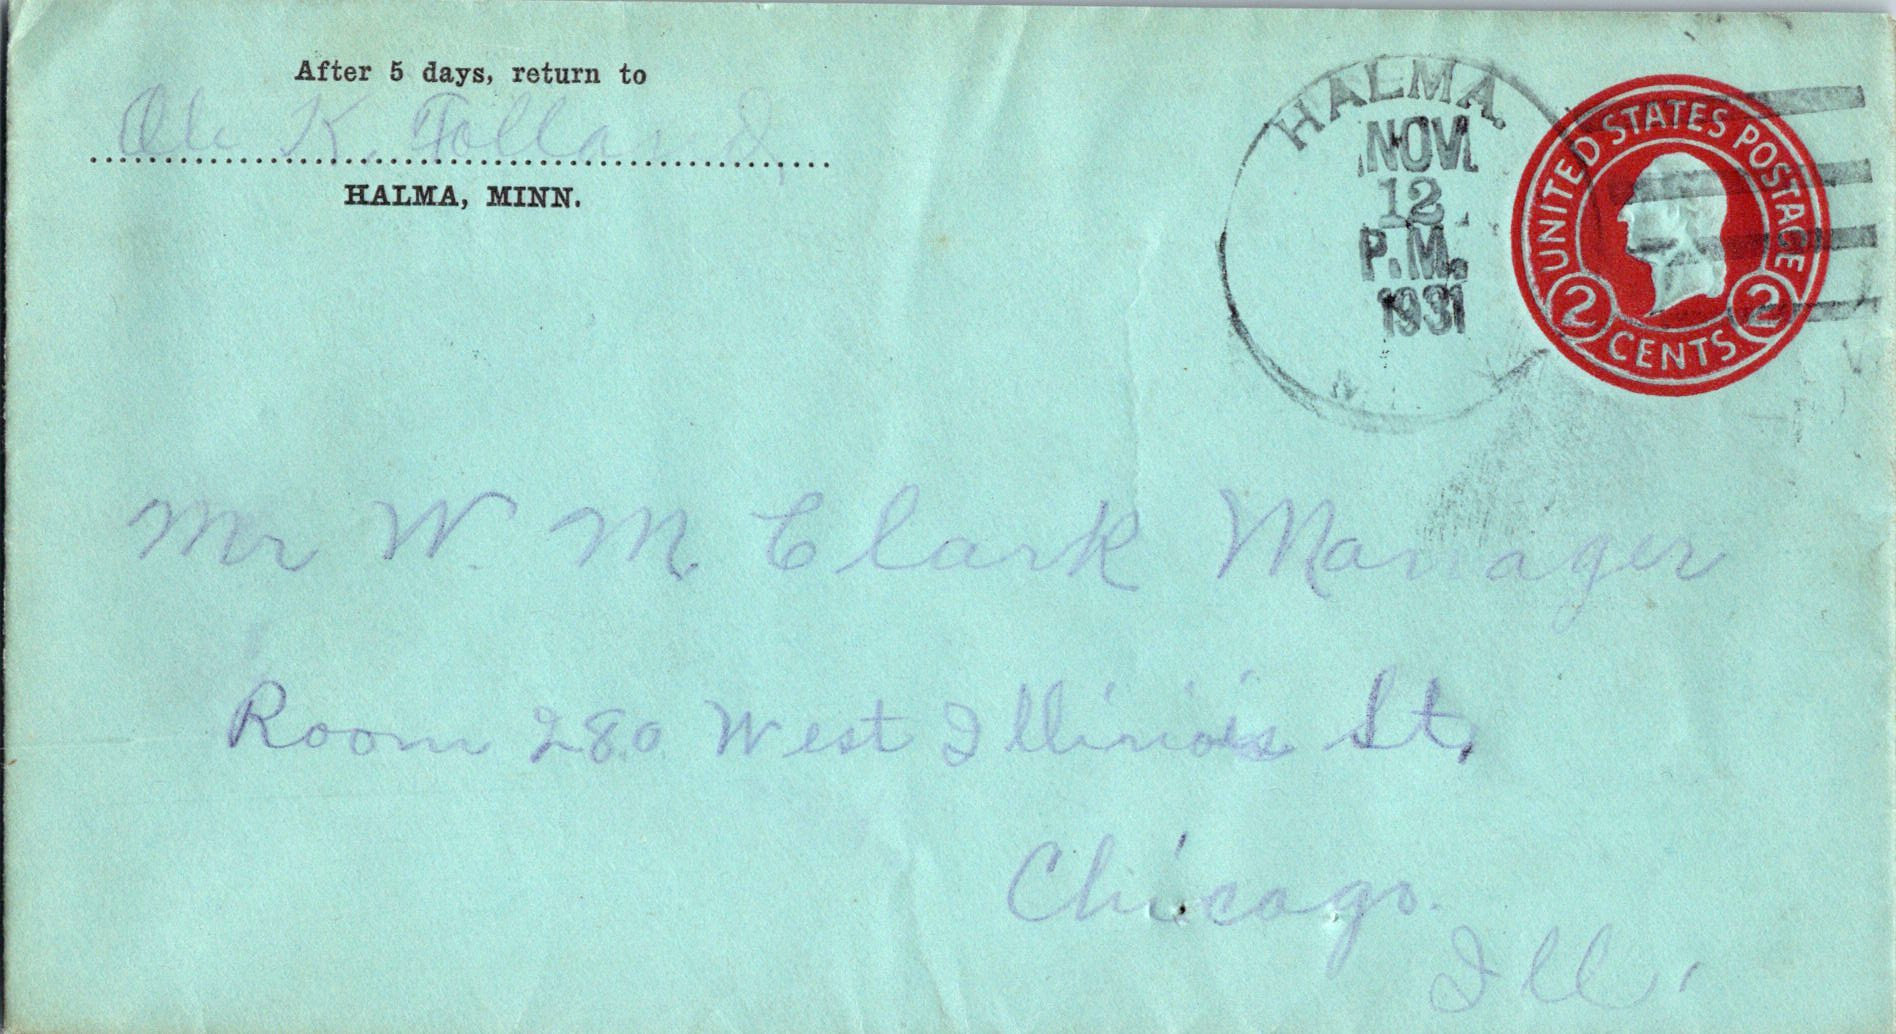 After 5 days, return to
Ole K. Folland
HALMA, MINN.
HALMA.
NOV.
12
P.M.
1931
UNITED STATES POSTAGE
2 CENTS 2
Mr W. M. Clark Manager
Room 280 West Illinois St.
Chicago.
Ill.